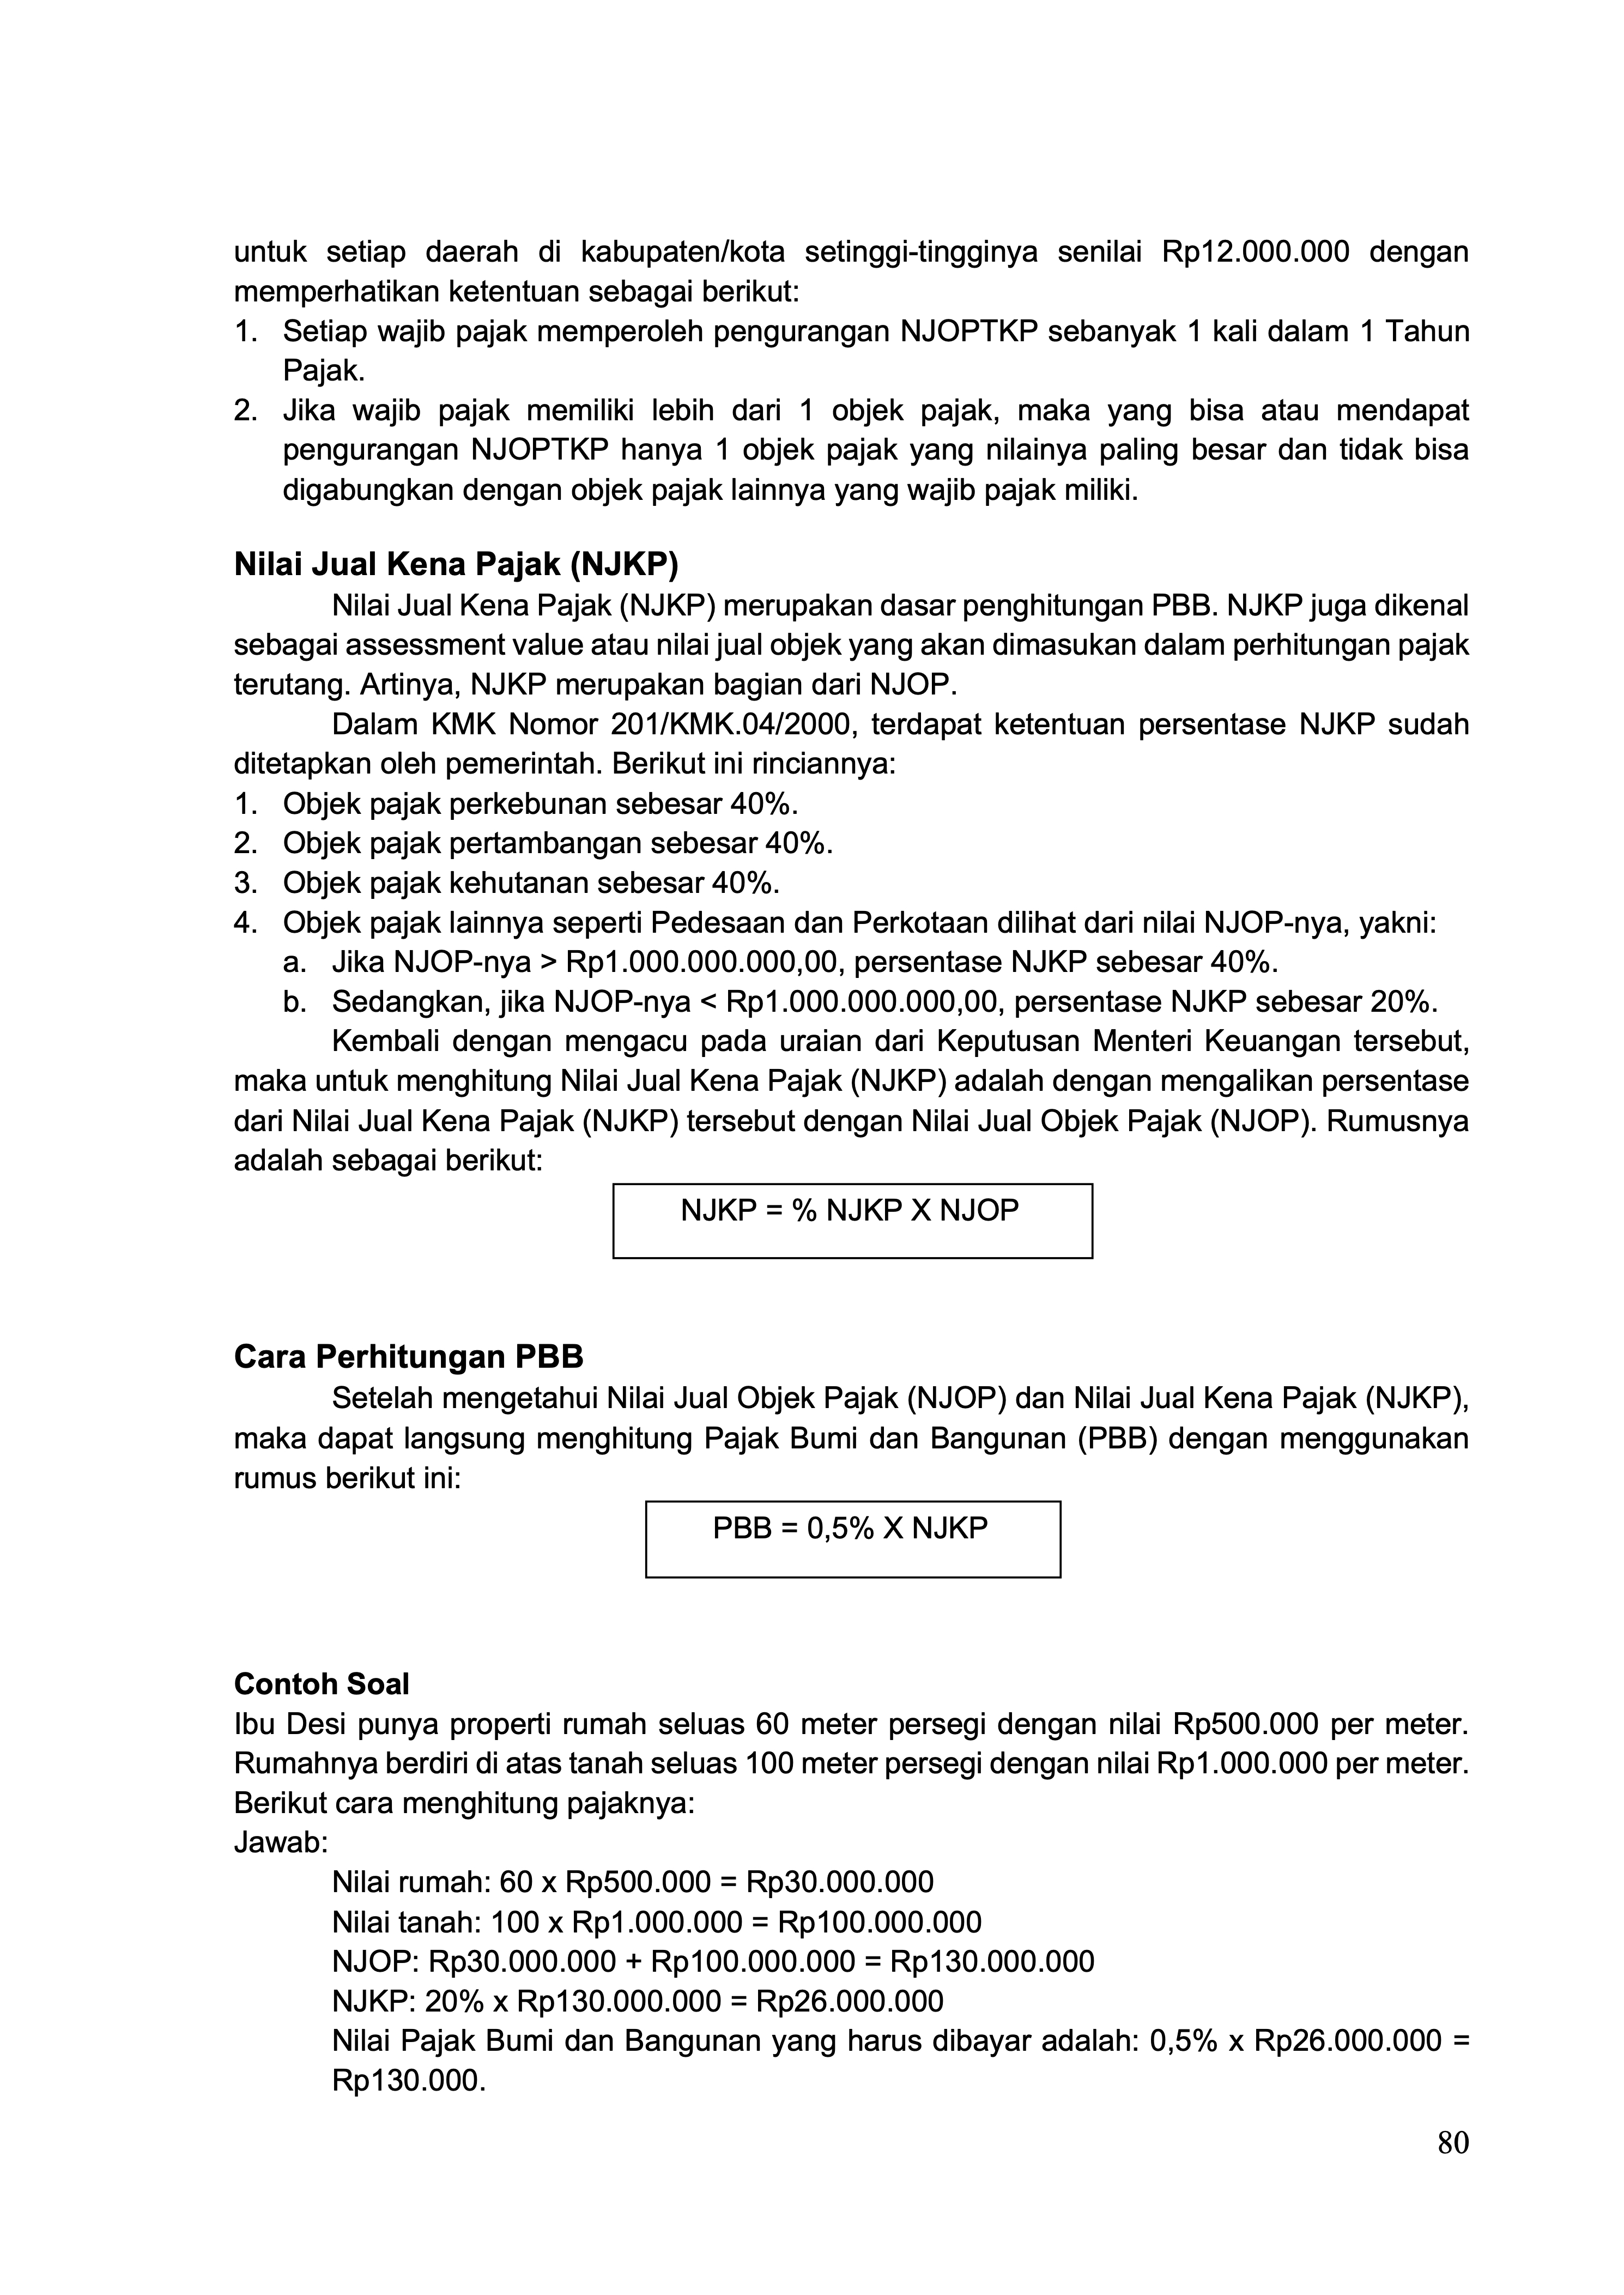 untuk setiap daerah di kabupaten/kota setinggi-tingginya senilai Rp12.000.000 dengan
memperhatikan ketentuan sebagai berikut:
1. Setiap wajib pajak memperoleh pengurangan NJOPTKP sebanyak 1 kali dalam 1 Tahun
Pajak.
2. Jika wajib pajak memiliki lebih dari 1 objek pajak, maka yang bisa atau mendapat
pengurangan NJOPTKP hanya 1 objek pajak yang nilainya paling besar dan tidak bisa
digabungkan dengan objek pajak lainnya yang wajib pajak miliki.
Nilai Jual Kena Pajak (NJKP)
Nilai Jual Kena Pajak (NJKP) merupakan dasar penghitungan PBB. NJKP juga dikenal
sebagai assessment value atau nilai jual objek yang akan dimasukan dalam perhitungan pajak
terutang. Artinya, NJKP merupakan bagian dari NJOP.
Dalam KMK Nomor 201/KMK.04/2000, terdapat ketentuan persentase NJKP sudah
ditetapkan oleh pemerintah. Berikut ini rinciannya:
1. Objek pajak perkebunan sebesar 40%.
2. Objek pajak pertambangan sebesar 40%.
3. Objek pajak kehutanan sebesar 40%.
4. Objek pajak lainnya seperti Pedesaan dan Perkotaan dilihat dari nilai NJOP-nya, yakni:
a. Jika NJOP-nya > Rp1.000.000.000,00, persentase NJKP sebesar 40%.
b. Sedangkan, jika NJOP-nya < Rp1.000.000.000,00, persentase NJKP sebesar 20%.
Kembali dengan mengacu pada uraian dari Keputusan Menteri Keuangan tersebut,
maka untuk menghitung Nilai Jual Kena Pajak (NJKP) adalah dengan mengalikan persentase
dari Nilai Jual Kena Pajak (NJKP) tersebut dengan Nilai Jual Objek Pajak (NJOP). Rumusnya
adalah sebagai berikut:
NJKP = % NJKP X NJOP
Cara Perhitungan PBB
Setelah mengetahui Nilai Jual Objek Pajak (NJOP) dan Nilai Jual Kena Pajak (NJKP),
maka dapat langsung menghitung Pajak Bumi dan Bangunan (PBB) dengan menggunakan
rumus berikut ini:
PBB = 0,5% X NJKP
Contoh Soal
Ibu Desi punya properti rumah seluas 60 meter persegi dengan nilai Rp500.000 per meter.
Rumahnya berdiri di atas tanah seluas 100 meter persegi dengan nilai Rp1.000.000 per meter.
Berikut cara menghitung pajaknya:
Jawab:
Nilai rumah: 60 x Rp500.000 = Rp30.000.000
Nilai tanah: 100 x Rp1.000.000 = Rp100.000.000
NJOP: Rp30.000.000 + Rp100.000.000 = Rp130.000.000
NJKP: 20% x Rp130.000.000 = Rp26.000.000
Nilai Pajak Bumi dan Bangunan yang harus dibayar adalah: 0,5% x Rp26.000.000 =
Rp130.000.
80